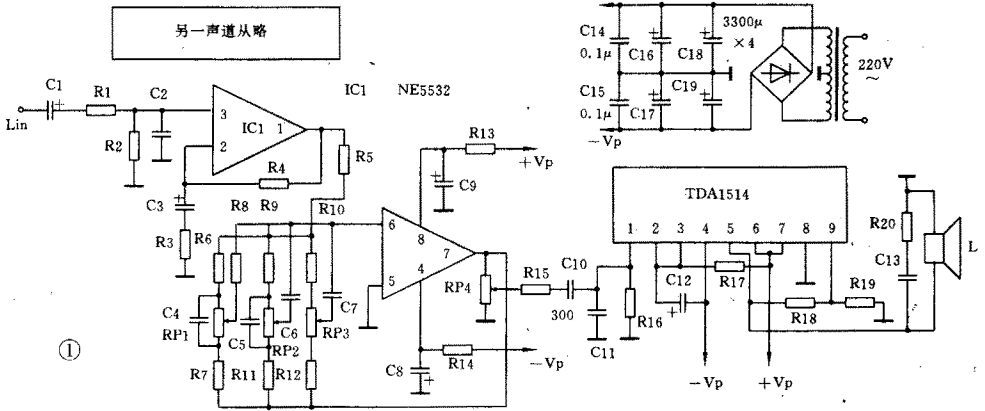 另一声道从略
IC1 NE5532
C1
R1
C2
Lin
R2
3
2
IC1
1
R4
R5
C3
R3
R6
R8
R9
R10
C4
RP1
C5
RP2
C6
RP3
C7
R7
R11
R12
①
6
5
8
4
7
C9
R13
+Vp
C8
R14
-Vp
RP4
R15
C10
300
C11
R16
TDA1514
1 2 3 4 5 6 7 8 9
C12
R17
R18
R19
-Vp
+Vp
R20
C13
L
C14
0.1μ
C16
C18
3300μ
×4
C15
0.1μ
C17
C19
-Vp
220V
~